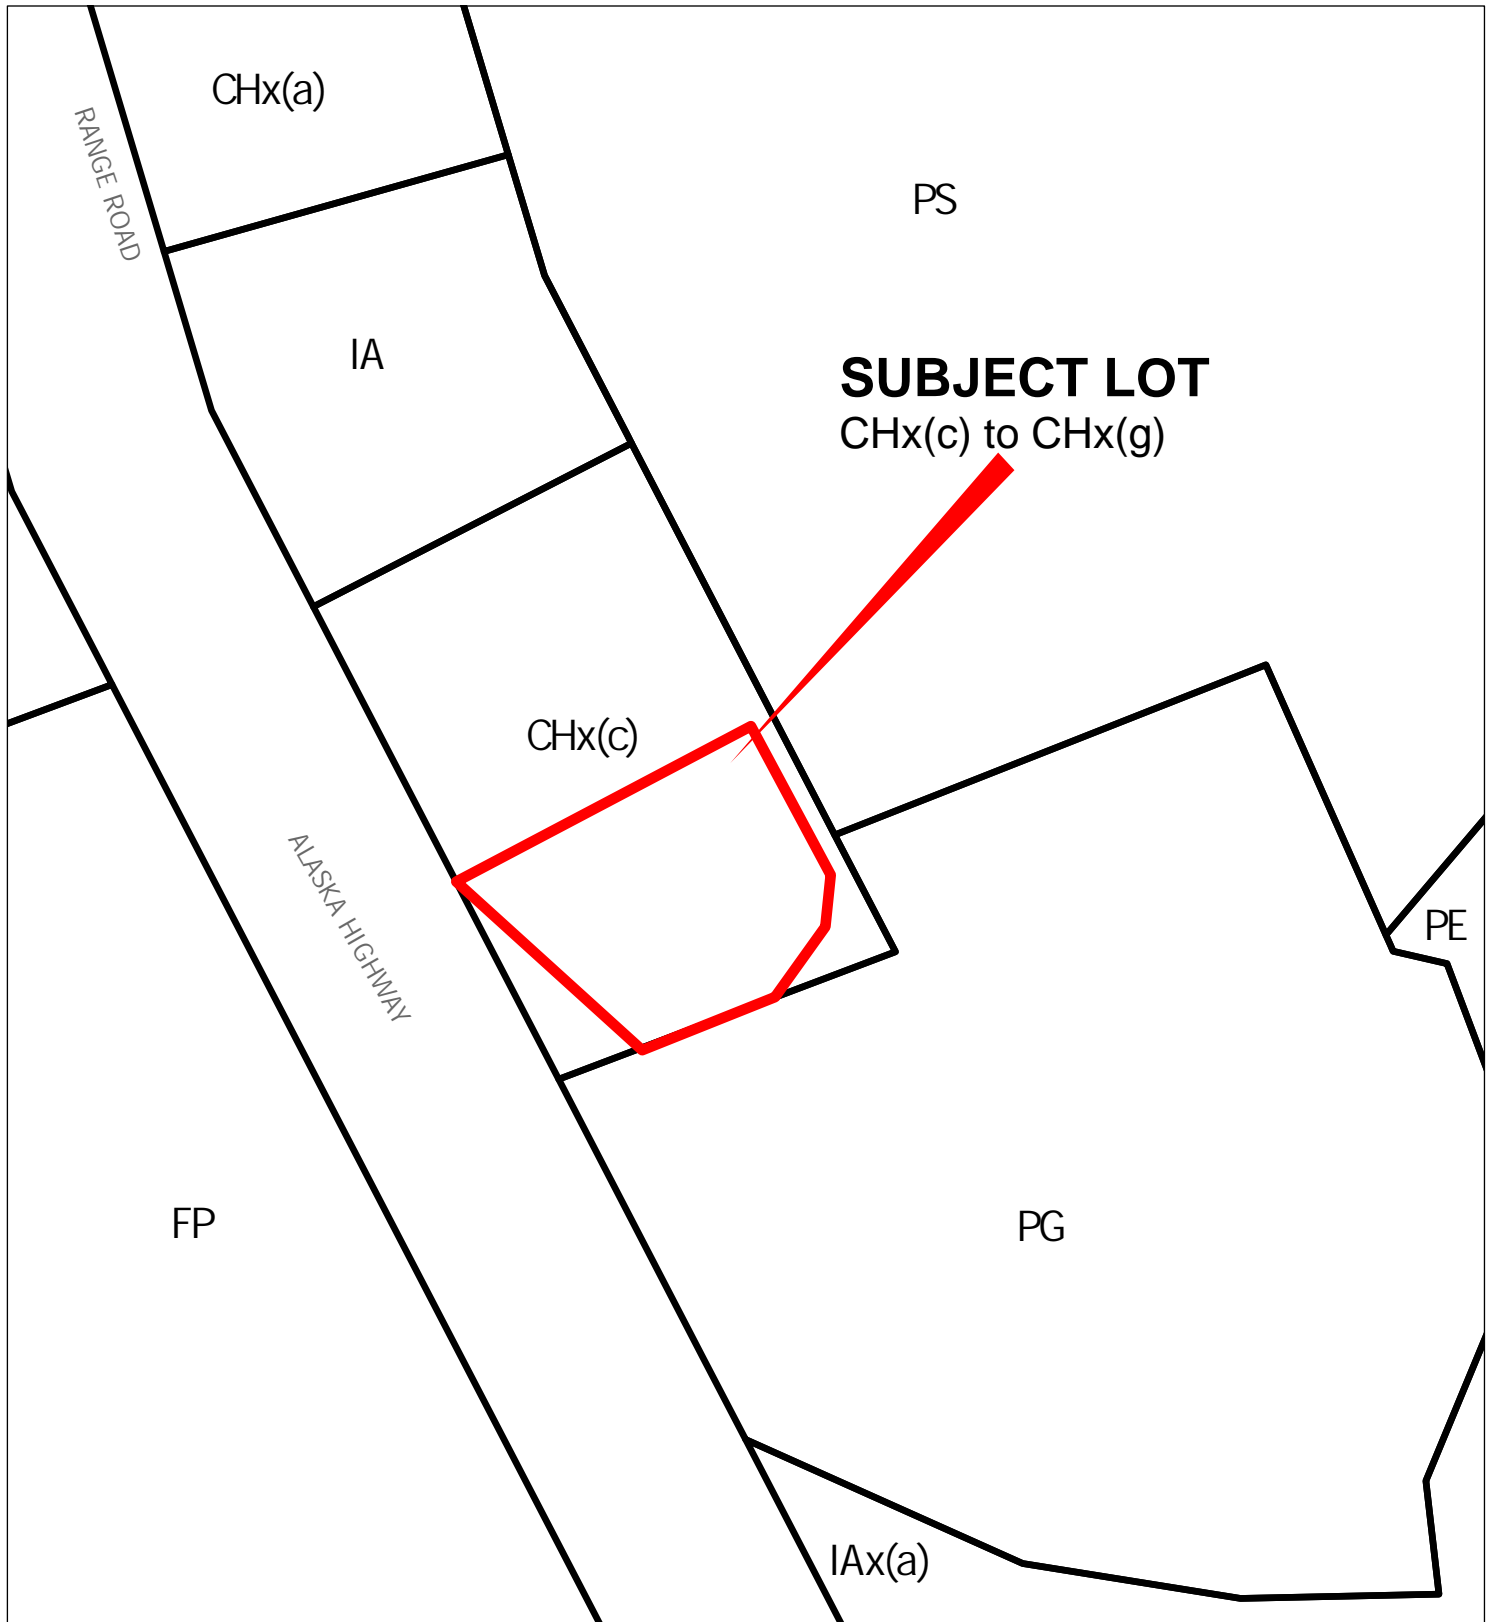 CHx(a)
RANGE ROAD
PS
IA
SUBJECT LOT
CHx(c) to CHx(g)
CHx(c)
ALASKA HIGHWAY
PE
FP
PG
IAx(a)